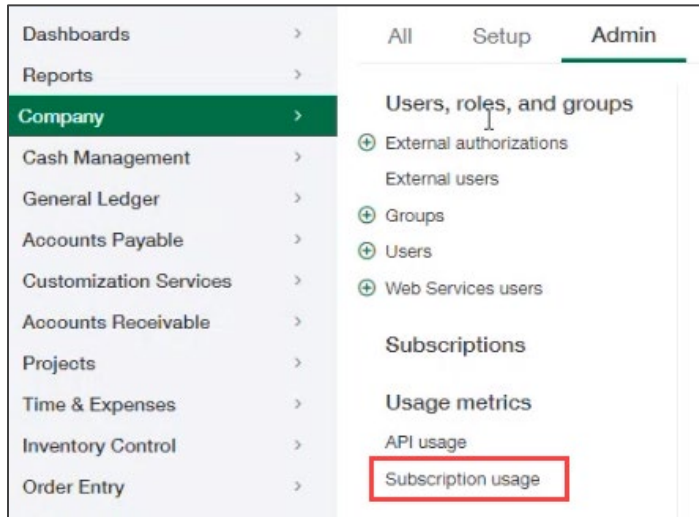 Dashboards
Reports
Company
Cash Management
General Ledger
Accounts Payable
Customization Services
Accounts Receivable
Projects
Time & Expenses
Inventory Control
Order Entry
All Setup Admin
Users, roles, and groups
External authorizations
External users
Groups
Users
Web Services users
Subscriptions
Usage metrics
API usage
Subscription usage